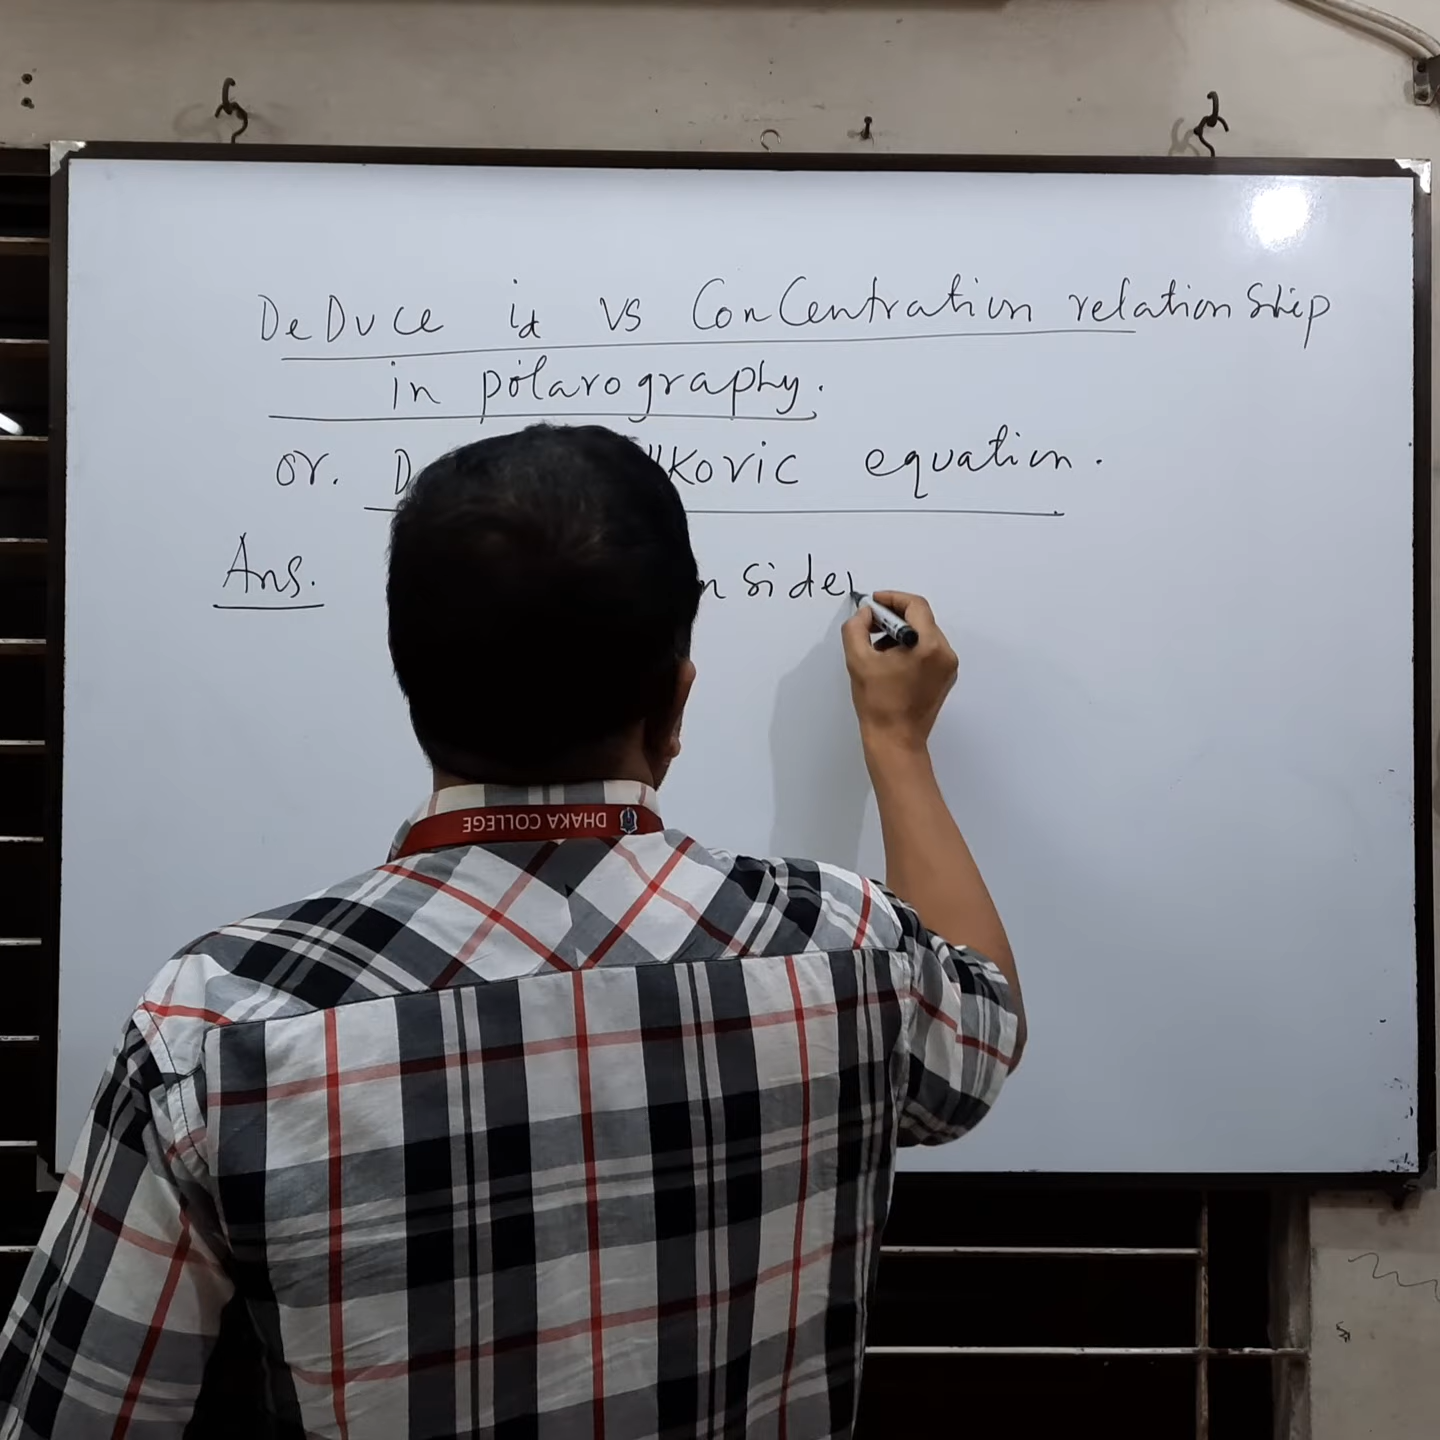 DeDuce id vs Concentration relationship
in polarography.
or. kovic equation.
Ans. nsider
DHAKA COLLEGE